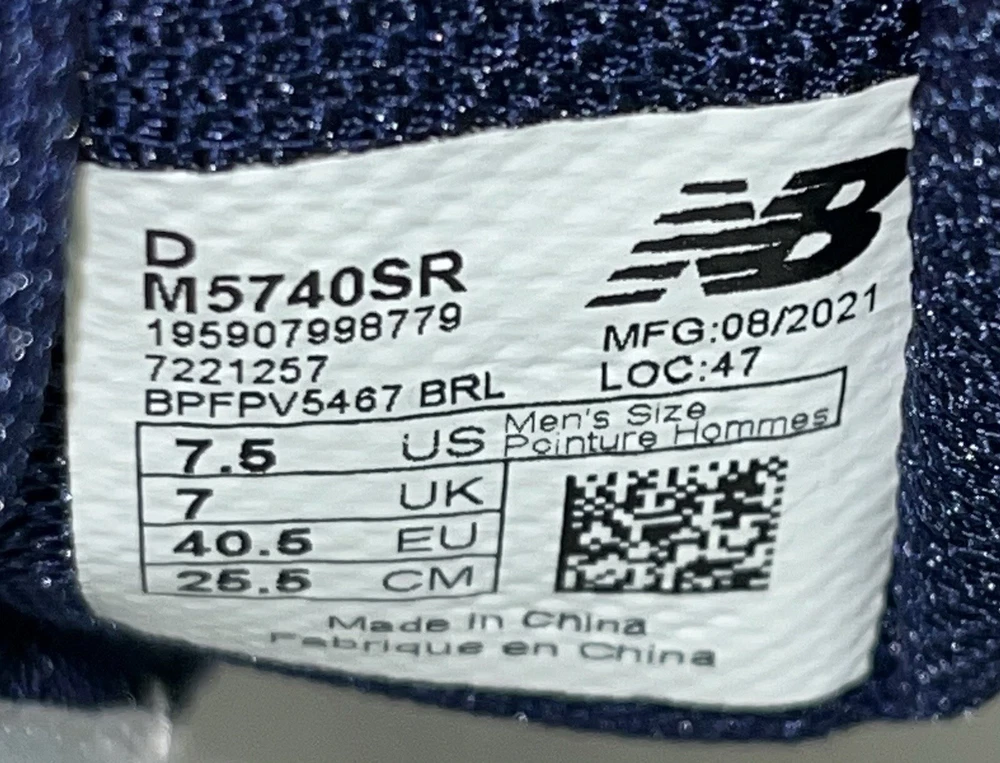 NB
D
M5740SR
195907998779
7221257
BPFPV5467 BRL
MFG:08/2021
LOC:47
Men's Size
Pointure Hommes
7.5 US
7 UK
40.5 EU
25.5 CM
Made in China
Fabrique en China